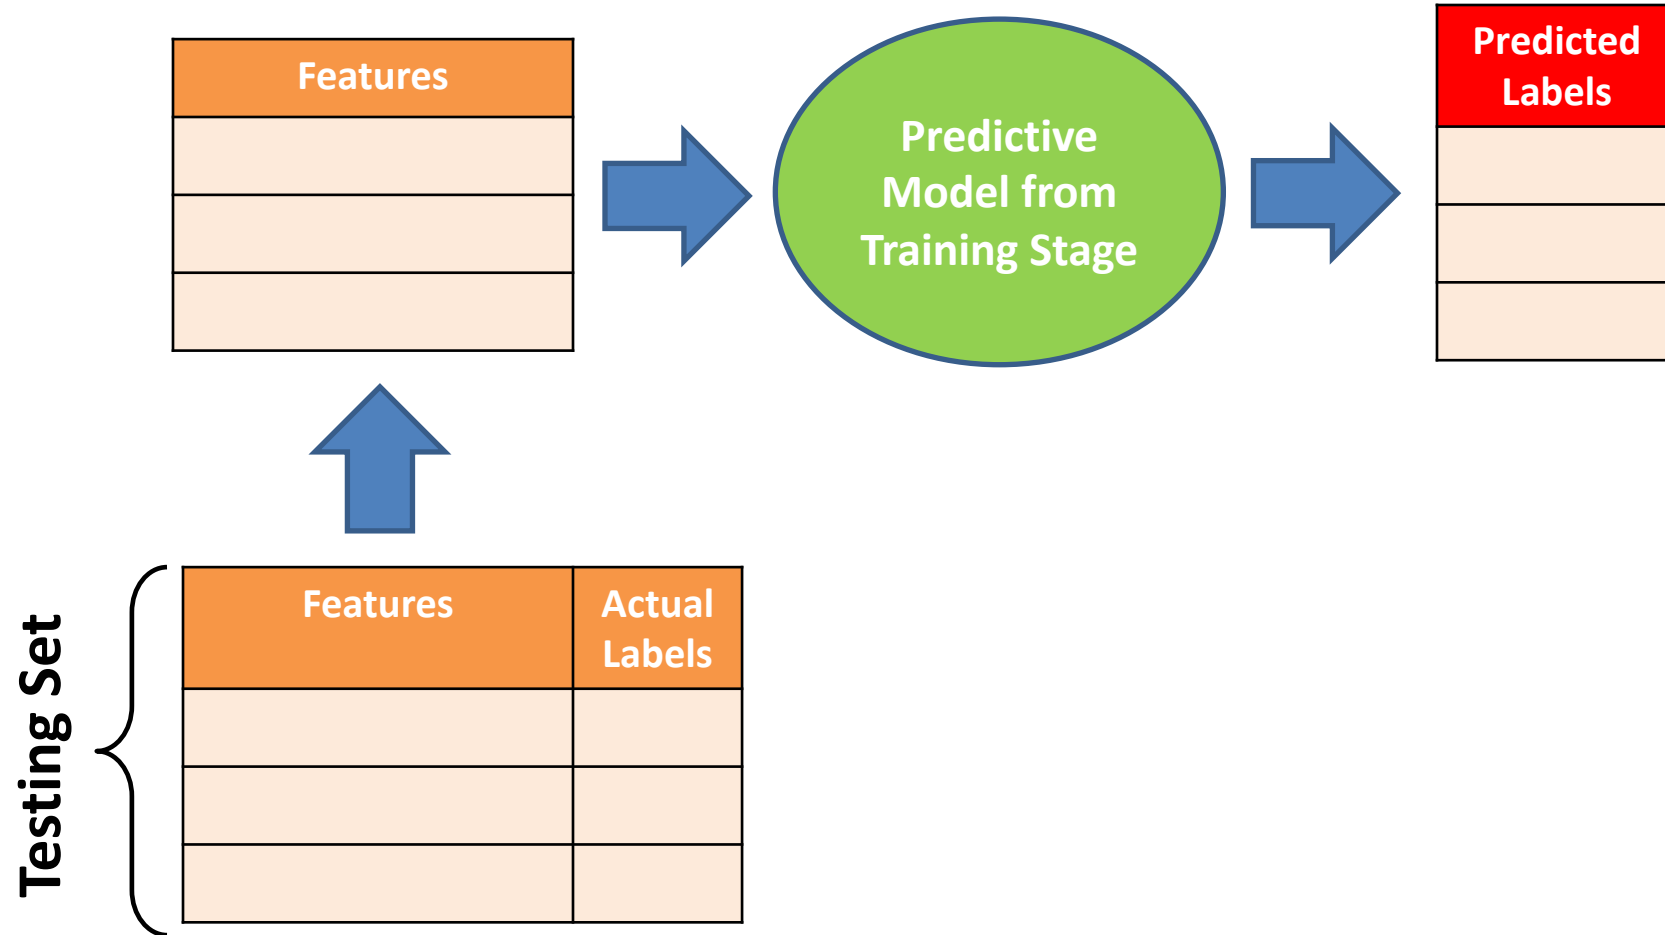 Features
Predictive
Model from
Training Stage
Predicted
Labels
Testing Set
Features
Actual
Labels